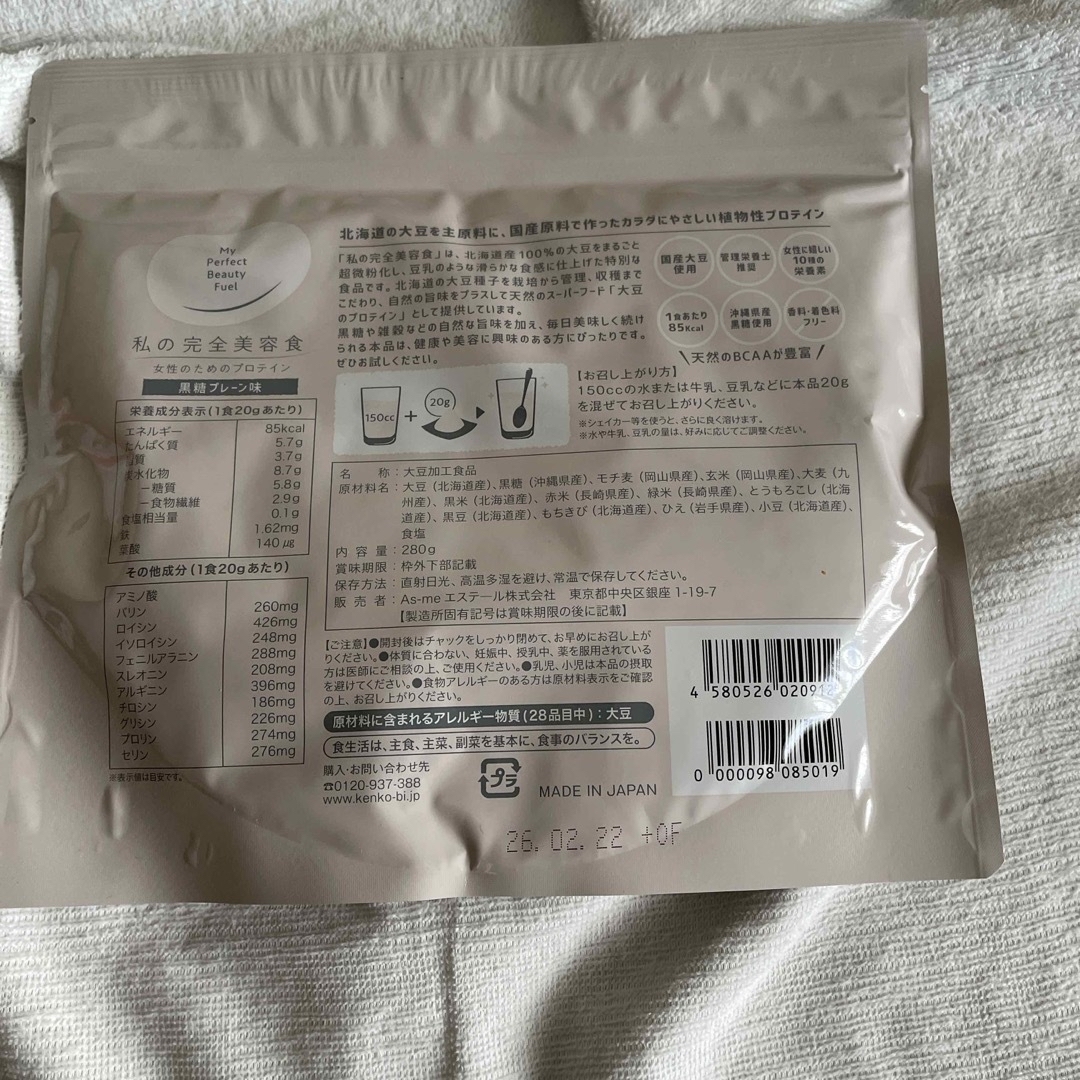 My
Perfect
Beauty
Fuel
私の完全美容食
女性のためのプロテイン
黒糖プレーン味
栄養成分表示(1食20gあたり)
エネルギー 85kcal
たんぱく質 5.7g
脂質 3.7g
炭水化物 8.7g
ー糖質 5.8g
ー食物繊維 2.9g
食塩相当量 0.1g
鉄 1.62mg
葉酸 140μg
その他成分(1食20gあたり)
アミノ酸
バリン 260mg
ロイシン 426mg
イソロイシン 248mg
フェニルアラニン 288mg
スレオニン 208mg
アルギニン 396mg
チロシン 186mg
グリシン 226mg
プロリン 274mg
セリン 276mg
※表示値は目安です。
北海道の大豆を主原料に、国産原料で作ったカラダにやさしい植物性プロテイン
「私の完全美容食」は、北海道産100%の大豆をまるごと
超微粉化し、豆乳のような滑らかな食感に仕上げた特別な
食品です。北海道の大豆種子を栽培から管理、収穫まで
こだわり、自然の旨味をプラスして天然のスーパーフード「大豆
のプロテイン」として提供しています。
黒糖や雑穀などの自然な旨味を加え、毎日美味しく続け
られる本品は、健康や美容に興味のある方にぴったりです。
ぜひお試しください。
国産大豆
使用
管理栄養士
推奨
女性に嬉しい
10種の
栄養素
1食あたり
85Kcal
沖縄県産
黒糖使用
香料・着色料
フリー
天然のBCAAが豊富
150cc
+
20g
【お召し上がり方】
150ccの水または牛乳、豆乳などに本品20g
を混ぜてお召し上がりください。
※シェイカー等を使うと、さらに良く溶けます。
※水や牛乳、豆乳の量は、好みに応じてご調整ください。
名 称:大豆加工食品
原材料名:大豆(北海道産)、黒糖(沖縄県産)、モチ麦(岡山県産)、玄米(岡山県産)、大麦(九
州産)、黒米(北海道産)、赤米(長崎県産)、緑米(長崎県産)、とうもろこし(北海
道産)、黒豆(北海道産)、もちきび(北海道産)、ひえ(岩手県産)、小豆(北海道産)、
食塩
内容量:280g
賞味期限:枠外下部記載
保存方法:直射日光、高温多湿を避け、常温で保存してください。
販売者:As-meエステール株式会社 東京都中央区銀座1-19-7
【製造所固有記号は賞味期限の後に記載】
【ご注意】●開封後はチャックをしっかり閉めて、お早めにお召し上が
りください。●体質に合わない、妊娠中、授乳中、薬を服用されている
方は医師にご相談の上、ご使用ください。●乳児、小児は本品の摂取
を避けてください。●食物アレルギーのある方は原材料表示をご確認
の上、お召し上がりください。
原材料に含まれるアレルギー物質(28品目中):大豆
食生活は、主食、主菜、副菜を基本に、食事のバランスを。
購入・お問い合わせ先
☎0120-937-388
www.kenko-bi.jp
プラ
MADE IN JAPAN
4 580526 020912
0 000098 085019
26.02.22 +OF